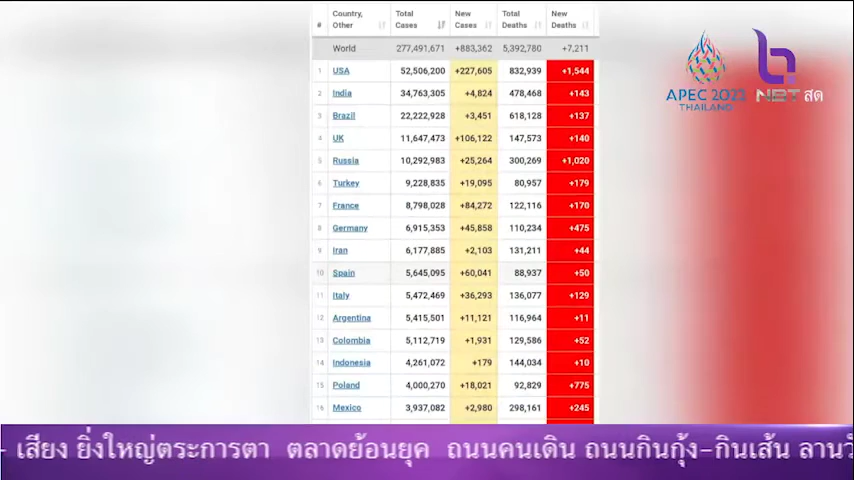 # Country, Other Total Cases New Cases Total Deaths New Deaths
World 277,491,671 +883,362 5,392,780 +7,211
1 USA 52,506,200 +227,605 832,939 +1,544
2 India 34,763,305 +4,824 478,468 +143
3 Brazil 22,222,928 +3,451 618,128 +137
4 UK 11,647,473 +106,122 147,573 +140
5 Russia 10,292,983 +25,264 300,269 +1,020
6 Turkey 9,228,835 +19,095 80,957 +179
7 France 8,798,028 +84,272 122,116 +170
8 Germany 6,915,353 +45,858 110,234 +475
9 Iran 6,177,885 +2,103 131,211 +44
10 Spain 5,645,095 +60,041 88,937 +50
11 Italy 5,472,469 +36,293 136,077 +129
12 Argentina 5,415,501 +11,121 116,964 +11
13 Colombia 5,112,719 +1,931 129,586 +52
14 Indonesia 4,261,072 +179 144,034 +10
15 Poland 4,000,270 +18,021 92,829 +775
16 Mexico 3,937,082 +2,980 298,161 +245
APEC 2022
THAILAND
NBT สด
- เสียง ยิ่งใหญ่ตระการตา ตลาดย้อนยุค ถนนคนเดิน ถนนกินกุ้ง-กินเส้น